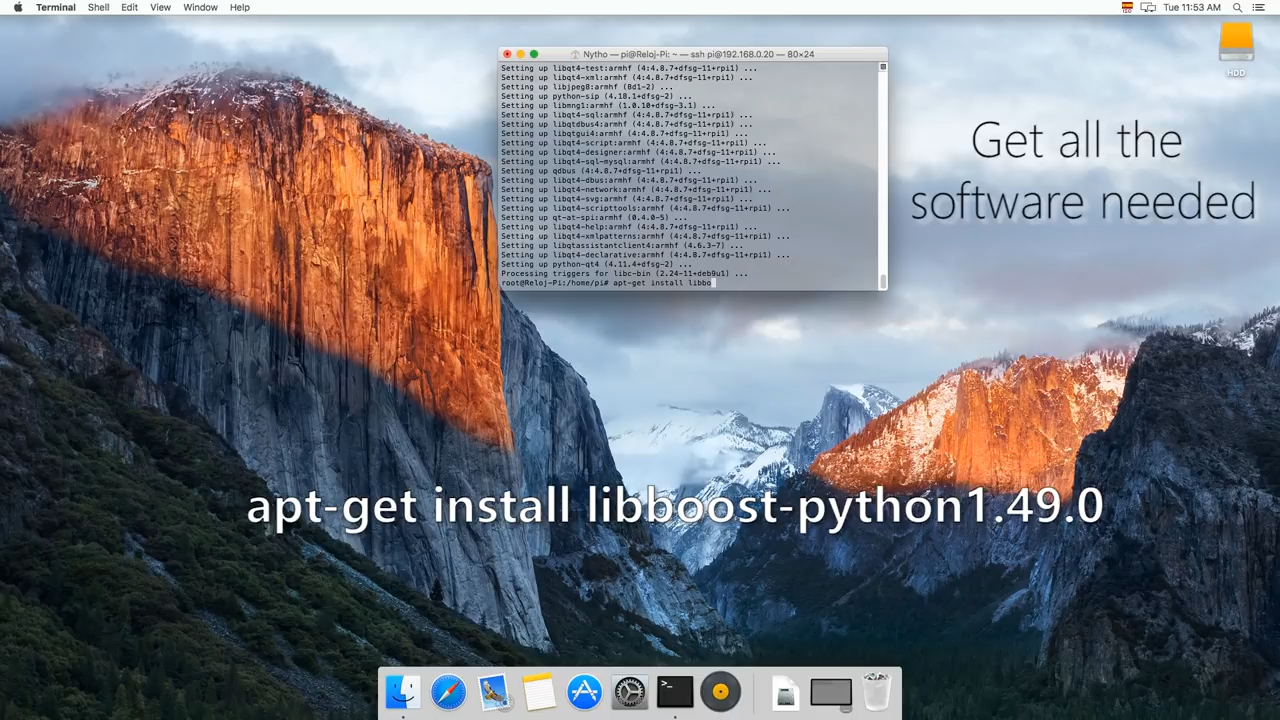 Terminal Shell Edit View Window Help
ISO
Tue 11:53 AM
HDD
Nytho — pi@Reloj-Pi: ~ — ssh pi@192.168.0.20 — 80×24
Setting up libqt4-test:armhf (4:4.8.7+dfsg-11+rpi1) ...
Setting up libqt4-xml:armhf (4:4.8.7+dfsg-11+rpi1) ...
Setting up libjpeg8:armhf (8d1-2) ...
Setting up python-sip (4.18.1+dfsg-2) ...
Setting up libmng1:armhf (1.0.10+dfsg-3.1) ...
Setting up libqt4-sql:armhf (4:4.8.7+dfsg-11+rpi1) ...
Setting up libqtdbus4:armhf (4:4.8.7+dfsg-11+rpi1) ...
Setting up libqtgui4:armhf (4:4.8.7+dfsg-11+rpi1) ...
Setting up libqt4-script:armhf (4:4.8.7+dfsg-11+rpi1) ...
Setting up libqt4-designer:armhf (4:4.8.7+dfsg-11+rpi1) ...
Setting up libqt4-sql-mysql:armhf (4:4.8.7+dfsg-11+rpi1) ...
Setting up qdbus (4:4.8.7+dfsg-11+rpi1) ...
Setting up libqt4-dbus:armhf (4:4.8.7+dfsg-11+rpi1) ...
Setting up libqt4-network:armhf (4:4.8.7+dfsg-11+rpi1) ...
Setting up libqt4-svg:armhf (4:4.8.7+dfsg-11+rpi1) ...
Setting up libqt4-scripttools:armhf (4:4.8.7+dfsg-11+rpi1) ...
Setting up qt-at-spi:armhf (0.4.0-5) ...
Setting up libqt4-help:armhf (4:4.8.7+dfsg-11+rpi1) ...
Setting up libqt4-xmlpatterns:armhf (4:4.8.7+dfsg-11+rpi1) ...
Setting up libqtassistantclient4:armhf (4.6.3-7) ...
Setting up libqt4-declarative:armhf (4:4.8.7+dfsg-11+rpi1) ...
Setting up python-qt4 (4.11.4+dfsg-2) ...
Processing triggers for libc-bin (2.24-11+deb9u1) ...
root@Reloj-Pi:/home/pi# apt-get install libbo
Get all the
software needed
apt-get install libboost-python1.49.0